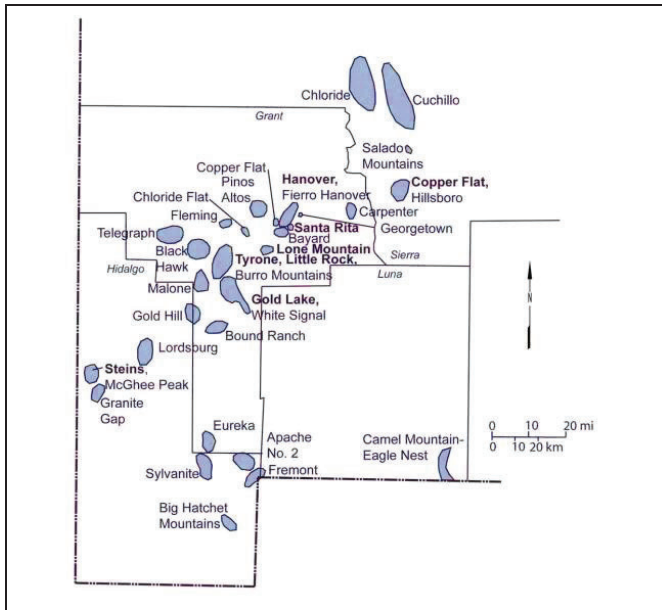 Chloride
Cuchillo
Grant
Salado
Mountains
Copper Flat
Pinos
Altos
Hanover,
Fierro Hanover
Copper Flat,
Hillsboro
Chloride Flat
Fleming
Carpenter
Georgetown
Telegraph
Santa Rita
Bayard
Black
Hawk
Lone Mountain
Tyrone, Little Rock,
Burro Mountains
Sierra
Luna
Hidalgo
Malone
Gold Lake,
White Signal
N
Gold Hill
Bound Ranch
Lordsburg
Steins,
McGhee Peak
Granite
Gap
0 10 20 mi
0 10 20 km
Eureka
Apache
No. 2
Camel Mountain-
Eagle Nest
Sylvanite
Fremont
Big Hatchet
Mountains